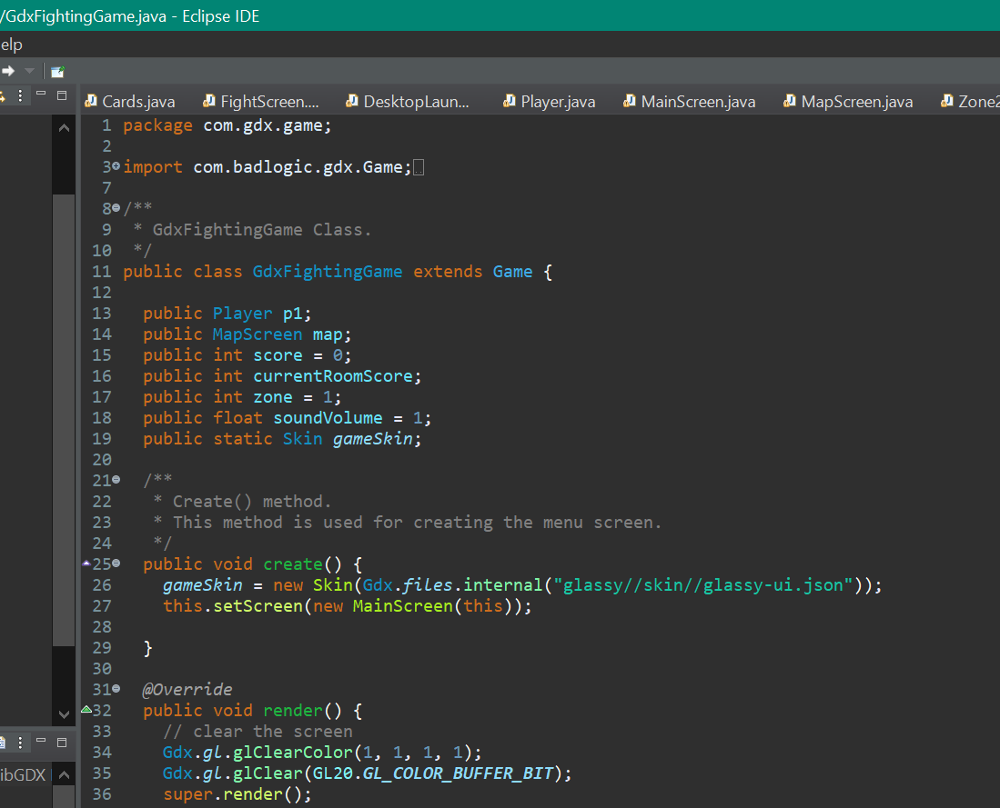 /GdxFightingGame.java - Eclipse IDE
elp
Cards.java FightScreen.... DesktopLaun... Player.java MainScreen.java MapScreen.java Zone2
1 package com.gdx.game;
2
3 import com.badlogic.gdx.Game;
7
8 /**
9 * GdxFightingGame Class.
10 */
11 public class GdxFightingGame extends Game {
12
13 public Player p1;
14 public MapScreen map;
15 public int score = 0;
16 public int currentRoomScore;
17 public int zone = 1;
18 public float soundVolume = 1;
19 public static Skin gameSkin;
20
21 /**
22 * Create() method.
23 * This method is used for creating the menu screen.
24 */
25 public void create() {
26 gameSkin = new Skin(Gdx.files.internal("glassy//skin//glassy-ui.json"));
27 this.setScreen(new MainScreen(this));
28
29 }
30
31 @Override
32 public void render() {
33 // clear the screen
34 Gdx.gl.glClearColor(1, 1, 1, 1);
35 Gdx.gl.glClear(GL20.GL_COLOR_BUFFER_BIT);
36 super.render();
ibGDX